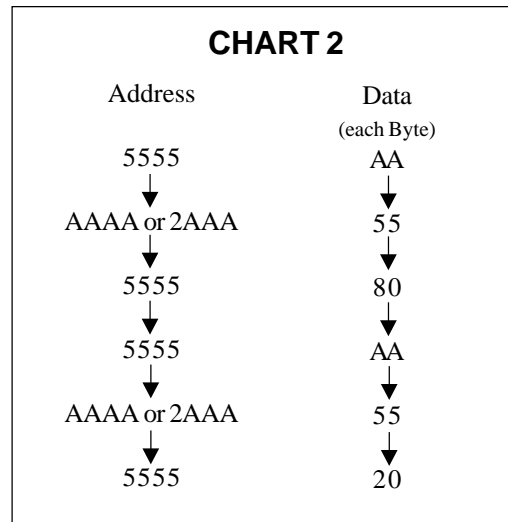 CHART 2
Address Data
(each Byte)
5555 AA
AAAA or 2AAA 55
5555 80
5555 AA
AAAA or 2AAA 55
5555 20